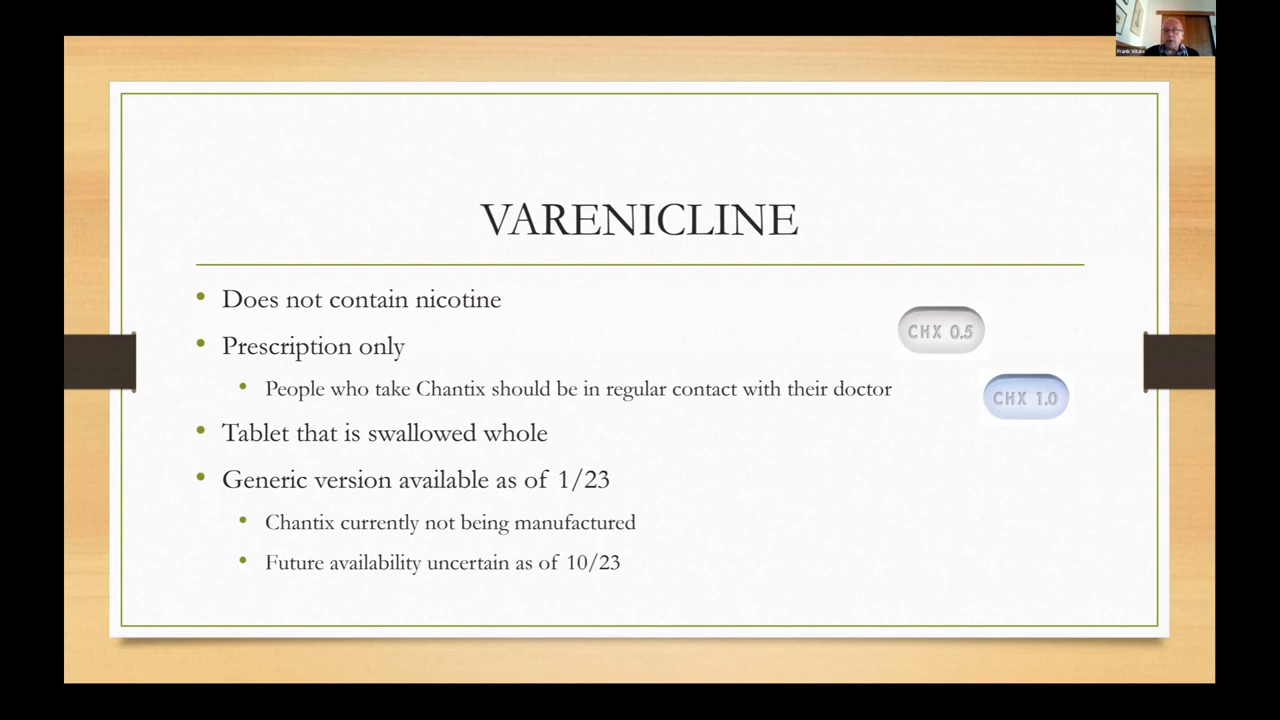 Frank Vitale
VARENICLINE
Does not contain nicotine
Prescription only
People who take Chantix should be in regular contact with their doctor
Tablet that is swallowed whole
Generic version available as of 1/23
Chantix currently not being manufactured
Future availability uncertain as of 10/23
CHX 0.5
CHX 1.0